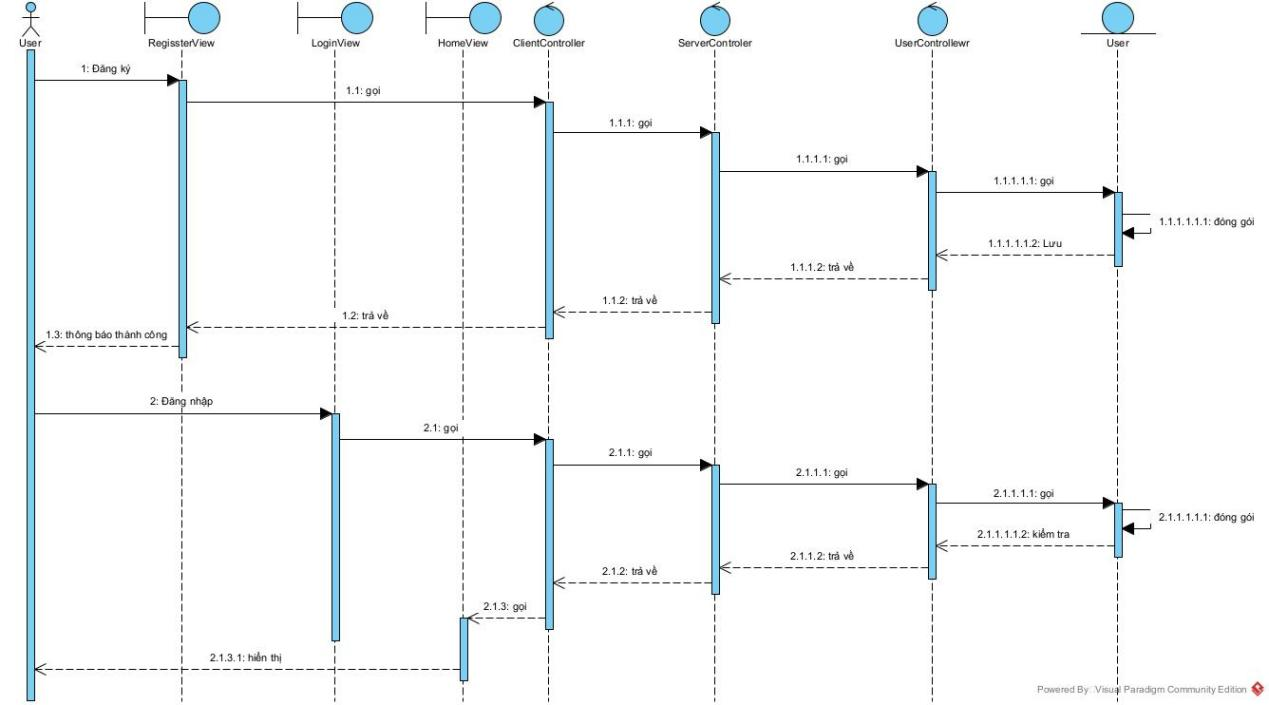 User
RegissterView
LoginView
HomeView
ClientController
ServerControler
UserControllewr
User
1: Đăng ký
1.1: gọi
1.1.1: gọi
1.1.1.1: gọi
1.1.1.1.1: gọi
1.1.1.1.1.1: đóng gói
1.1.1.1.1.2: Lưu
1.1.1.2: trả về
1.1.2: trả về
1.2: trả về
1.3: thông báo thành công
2: Đăng nhập
2.1: gọi
2.1.1: gọi
2.1.1.1: gọi
2.1.1.1.1: gọi
2.1.1.1.1.1: đóng gói
2.1.1.1.1.2: kiểm tra
2.1.1.2: trả về
2.1.2: trả về
2.1.3: gọi
2.1.3.1: hiển thị
Powered By Visual Paradigm Community Edition